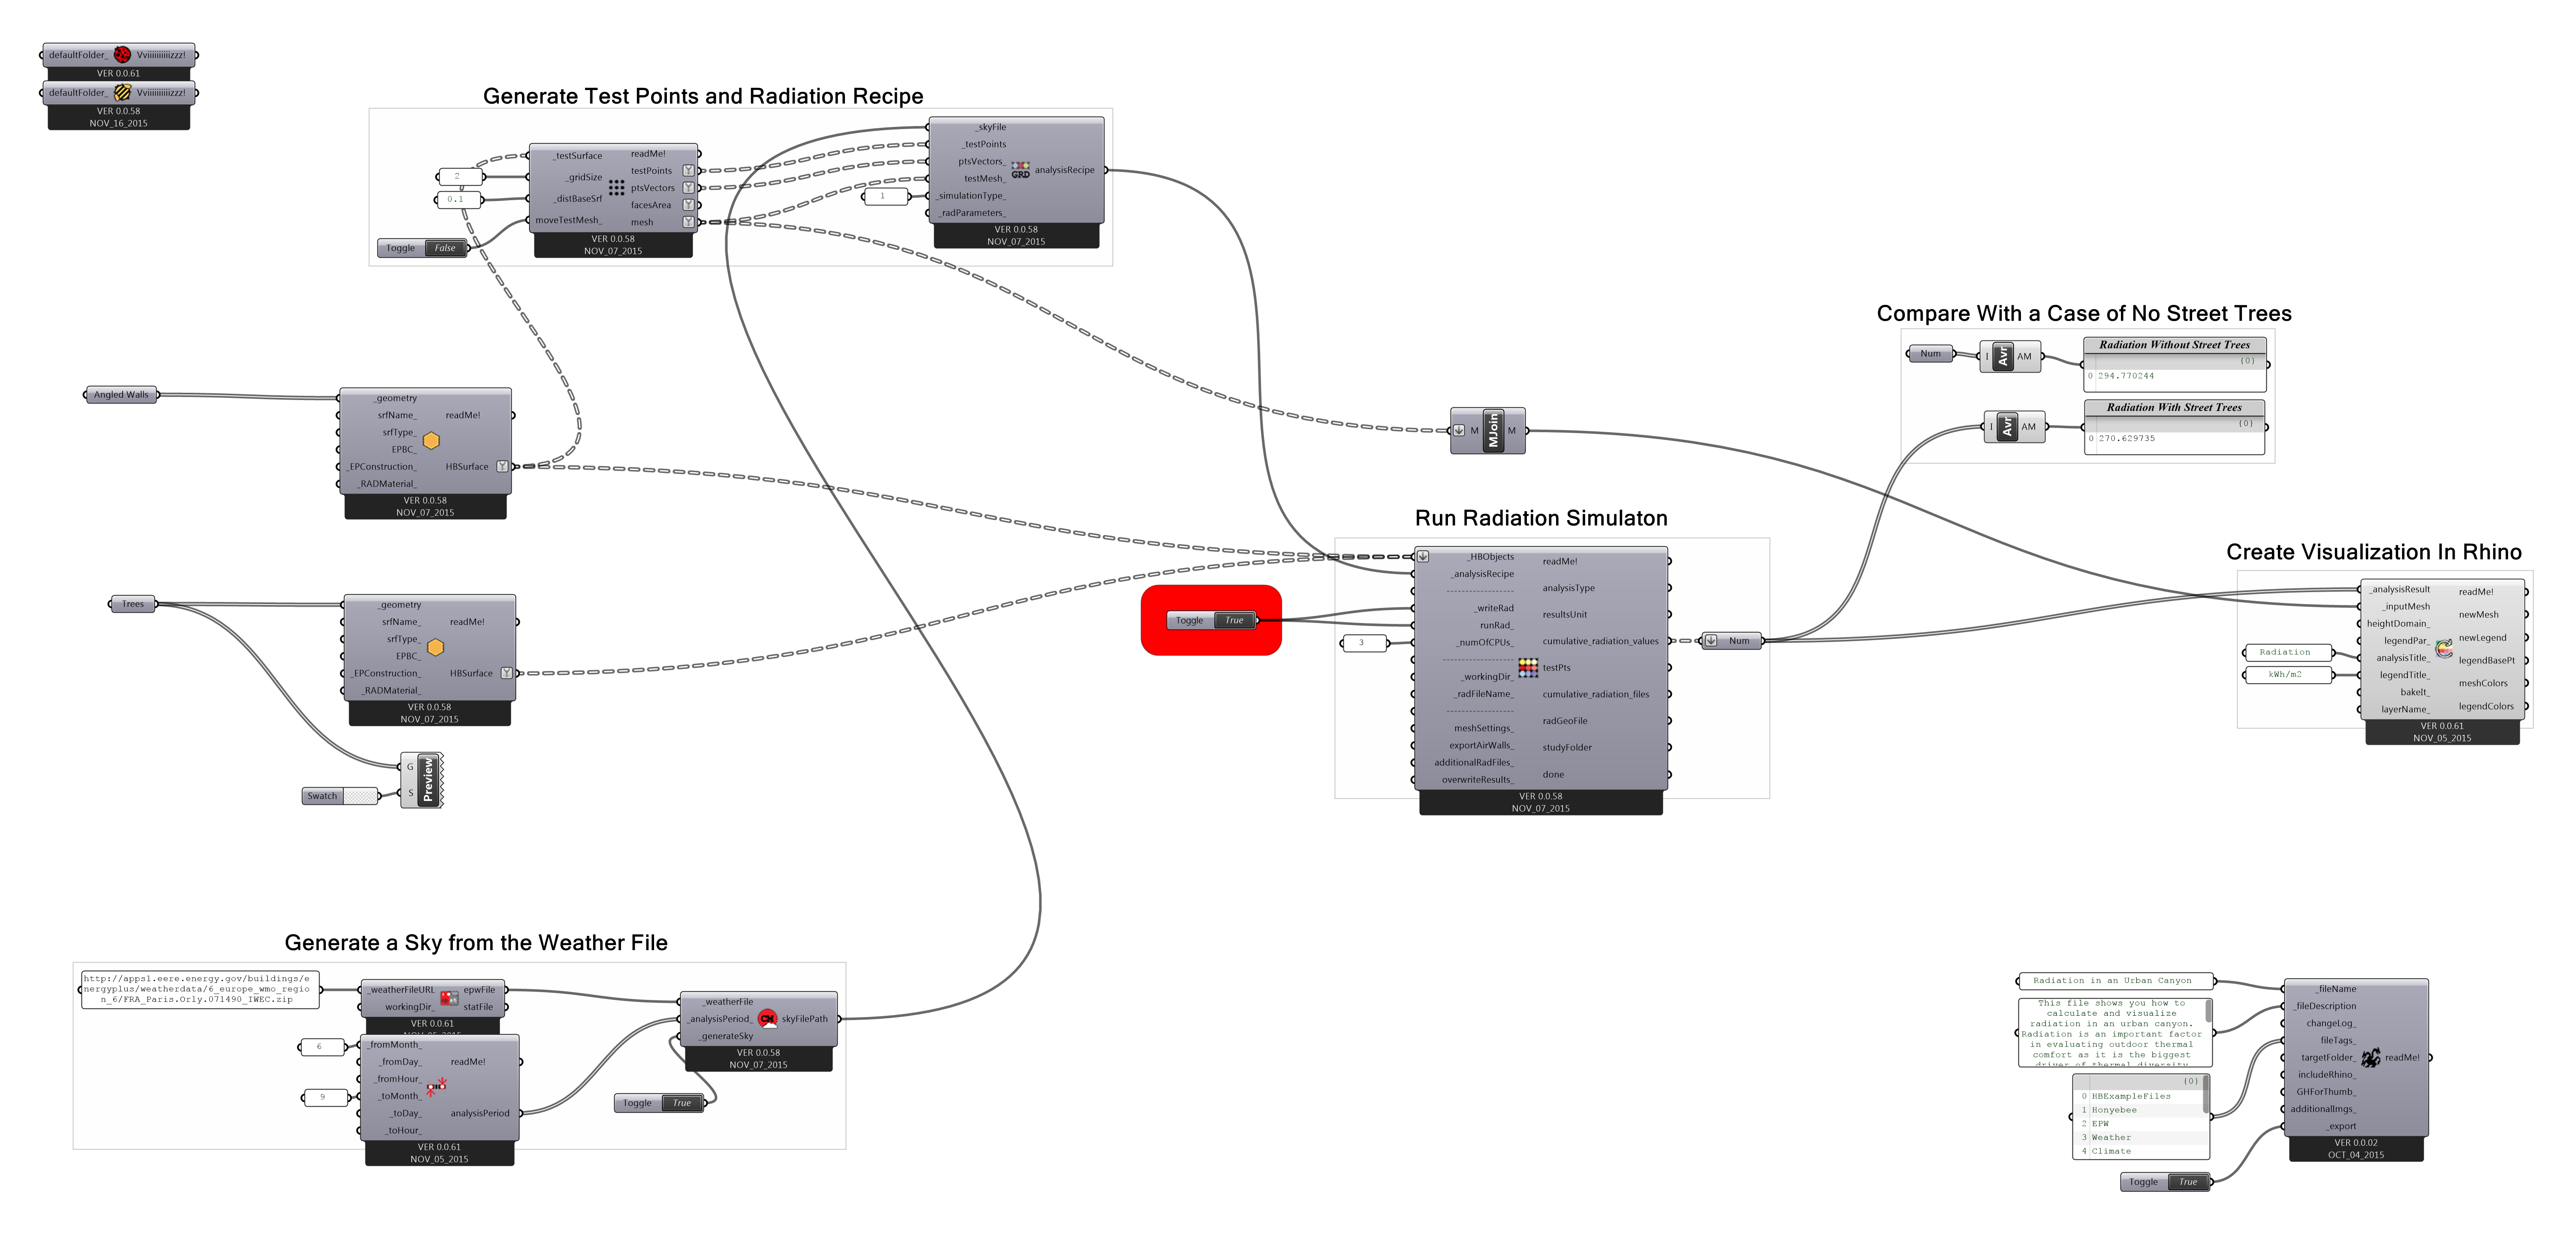 defaultFolder_ Vviiiiiiiiiizzz!
VER 0.0.61
defaultFolder_ Vviiiiiiiiiizzz!
VER 0.0.58
NOV_16_2015
Generate Test Points and Radiation Recipe
2
0.1
Toggle False
_testSurface readMe!
_gridSize testPoints
_distBaseSrf ptsVectors
moveTestMesh_ facesArea
mesh
VER 0.0.58
NOV_07_2015
1
_skyFile
_testPoints
ptsVectors_
testMesh_
_simulationType_
_radParameters_
GRD
analysisRecipe
VER 0.0.58
NOV_07_2015
Angled Walls
_geometry
srfName_ readMe!
srfType_
EPBC_
_EPConstruction_ HBSurface
_RADMaterial_
VER 0.0.58
NOV_07_2015
Trees
_geometry
srfName_ readMe!
srfType_
EPBC_
_EPConstruction_ HBSurface
_RADMaterial_
VER 0.0.58
NOV_07_2015
Swatch
G
S
Preview
M MJoin M
Compare With a Case of No Street Trees
Num
I Avr AM
Radiation Without Street Trees
{0}
0 294.770244
I Avr AM
Radiation With Street Trees
{0}
0 270.629735
Run Radiation Simulaton
Toggle True
3
_HBObjects
_analysisRecipe
_writeRad
runRad_
_numOfCPUs_
_workingDir_
_radFileName_
meshSettings_
exportAirWalls_
additionalRadFiles_
overwriteResults_
readMe!
analysisType
resultsUnit
cumulative_radiation_values
testPts
cumulative_radiation_files
radGeoFile
studyFolder
done
VER 0.0.58
NOV_07_2015
Num
Create Visualization In Rhino
Radiation
kWh/m2
_analysisResult
_inputMesh
heightDomain_
legendPar_
analysisTitle_
legendTitle_
bakeIt_
layerName_
readMe!
newMesh
newLegend
legendBasePt
meshColors
legendColors
VER 0.0.61
NOV_05_2015
Generate a Sky from the Weather File
http://apps1.eere.energy.gov/buildings/e
nergyplus/weatherdata/6_europe_wmo_regio
n_6/FRA_Paris.Orly.071490_IWEC.zip
_weatherFileURL epwFile
workingDir_ statFile
VER 0.0.61
6
9
_fromMonth_
_fromDay_ readMe!
_fromHour_
_toMonth_
_toDay_ analysisPeriod
_toHour_
VER 0.0.61
NOV_05_2015
Toggle True
_weatherFile
_analysisPeriod_ skyFilePath
_generateSky
VER 0.0.58
NOV_07_2015
Radiation in an Urban Canyon
This file shows you how to
calculate and visualize
radiation in an urban canyon.
Radiation is an important factor
in evaluating outdoor thermal
comfort as it is the biggest
driver of thermal diversity
{0}
0 HBExampleFiles
1 Honyebee
2 EPW
3 Weather
4 Climate
Toggle True
_fileName
_fileDescription
changeLog_
fileTags_
targetFolder_ readMe!
includeRhino_
GHForThumb_
additionalImgs_
_export
VER 0.0.02
OCT_04_2015